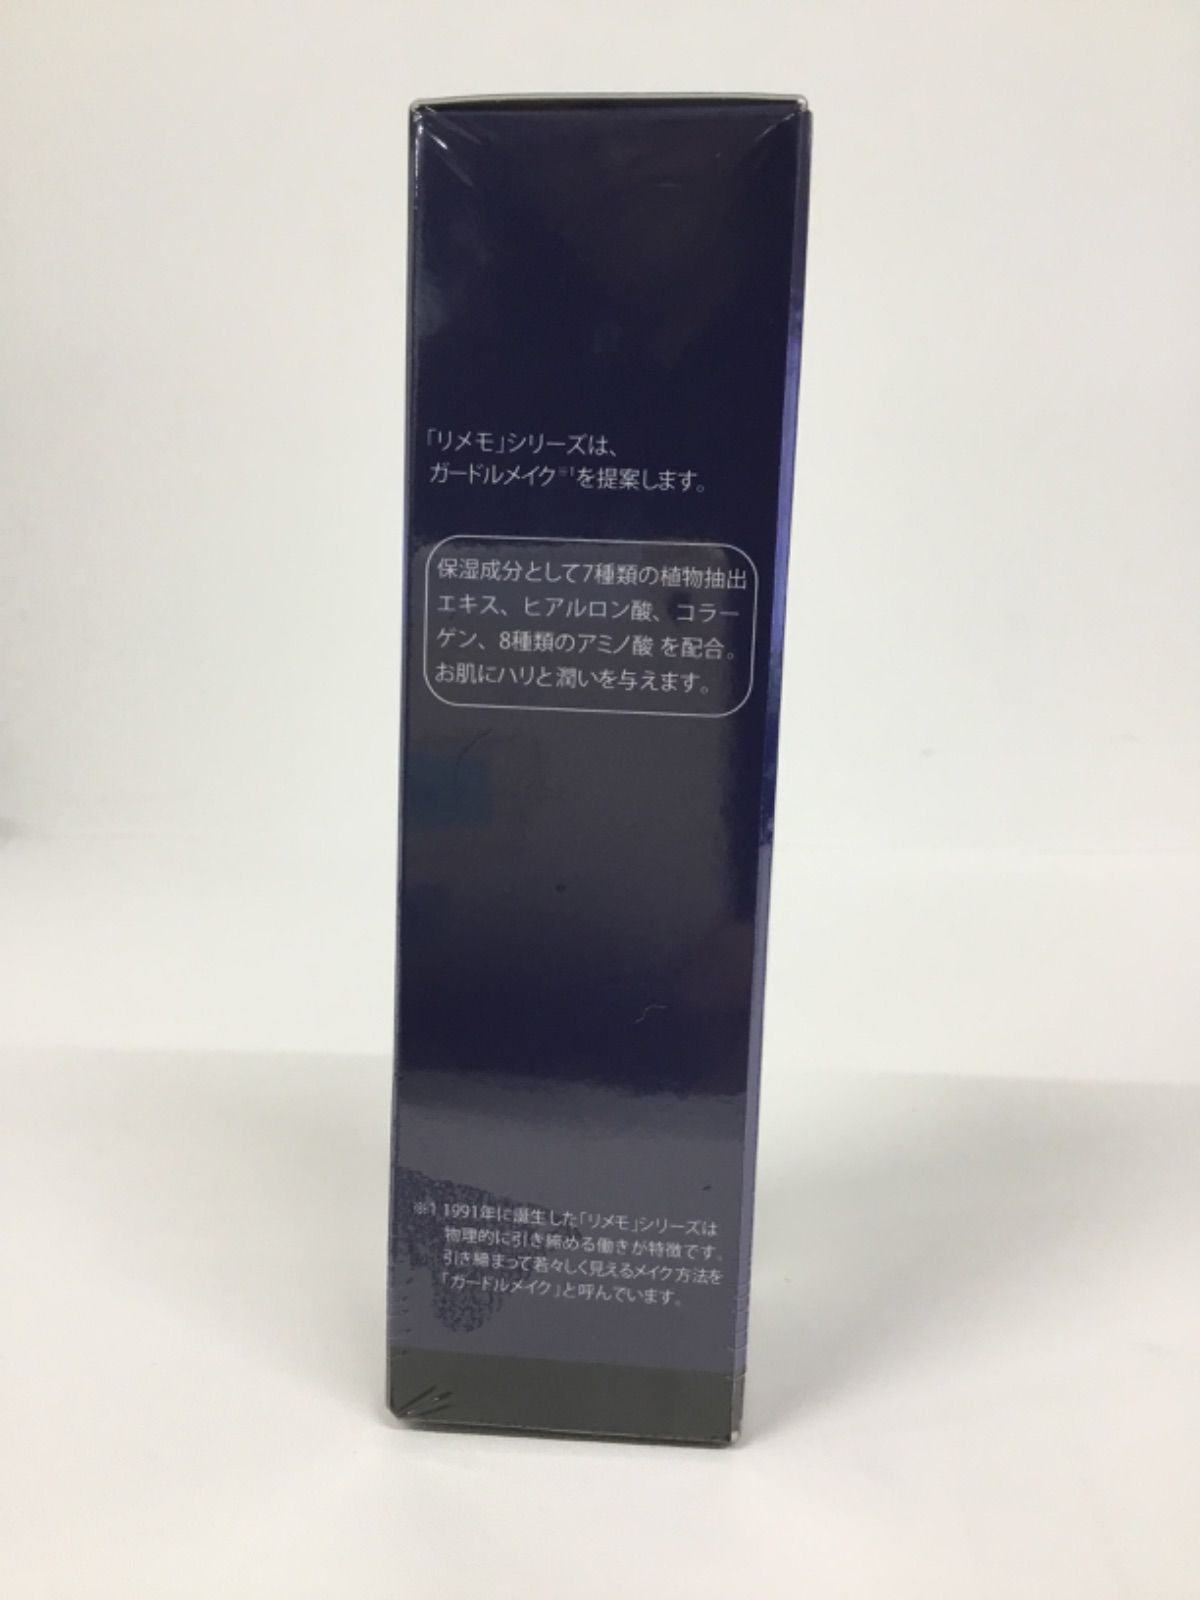 「リメモ」シリーズは、
ガードルメイク※1を提案します。
保湿成分として7種類の植物抽出
エキス、ヒアルロン酸、コラー
ゲン、8種類のアミノ酸 を配合。
お肌にハリと潤いを与えます。
※1 1991年に誕生した「リメモ」シリーズは
物理的に引き締める働きが特徴です。
引き締まって若々しく見えるメイク方法を
「ガードルメイク」と呼んでいます。